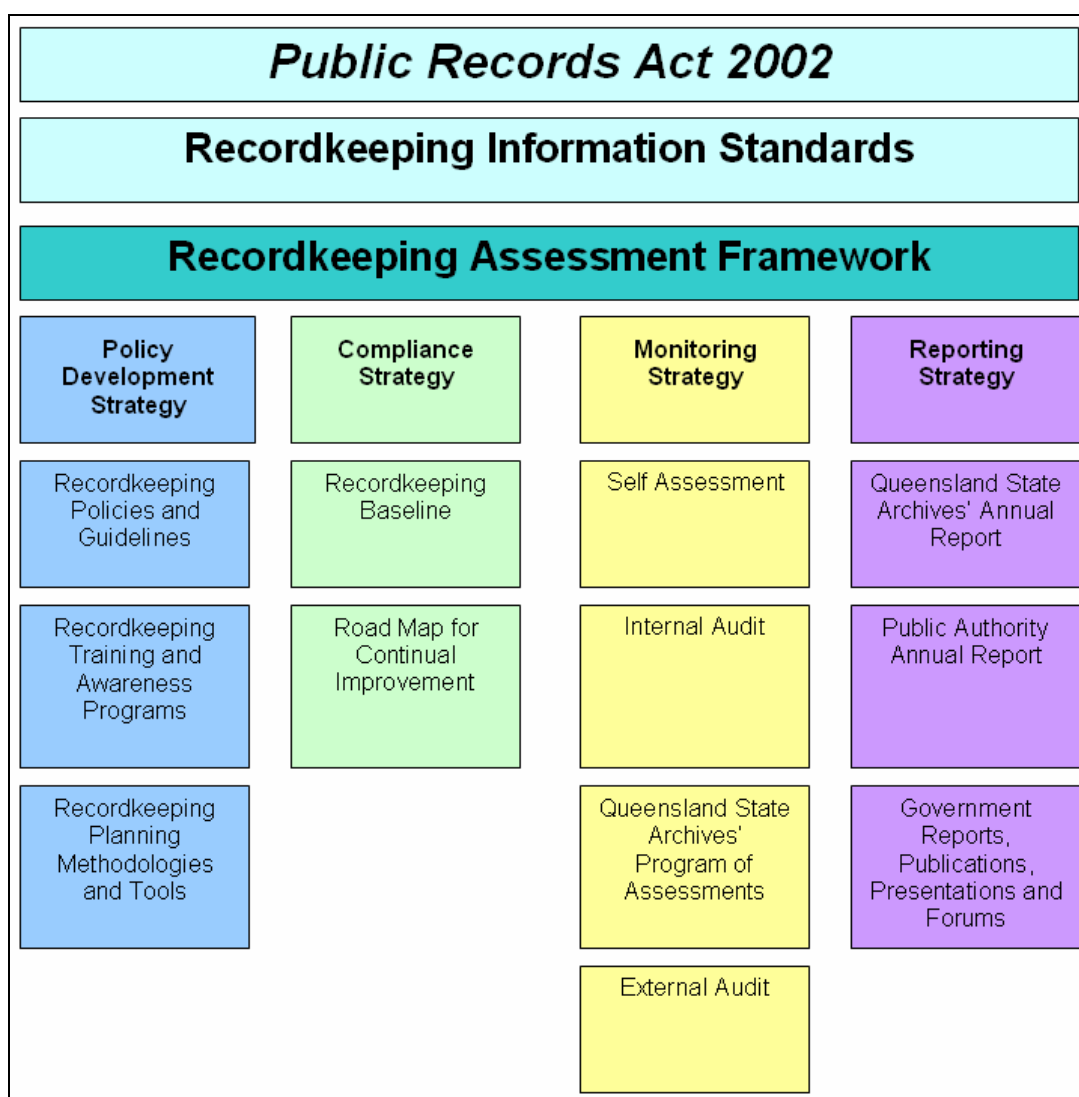 Public Records Act 2002
Recordkeeping Information Standards
Recordkeeping Assessment Framework
Policy
Development
Strategy
Recordkeeping
Policies and
Guidelines
Recordkeeping
Training and
Awareness
Programs
Recordkeeping
Planning
Methodologies
and Tools
Compliance
Strategy
Recordkeeping
Baseline
Road Map for
Continual
Improvement
Monitoring
Strategy
Self Assessment
Internal Audit
Queensland State
Archives'
Program of
Assessments
External Audit
Reporting
Strategy
Queensland State
Archives' Annual
Report
Public Authority
Annual Report
Government
Reports,
Publications,
Presentations and
Forums